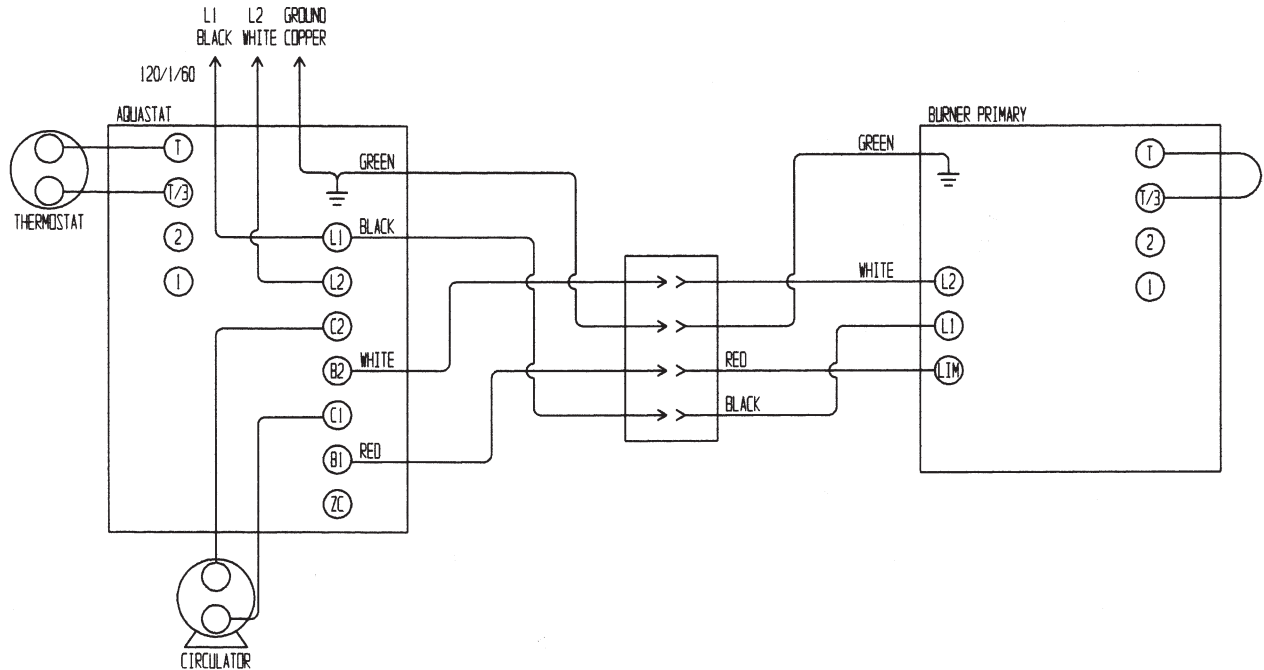 L1 L2 GROUND
BLACK WHITE COPPER
120/1/60
AQUASTAT
BURNER PRIMARY
T
GREEN
GREEN
T
T/3
T/3
THERMOSTAT
2
L1
BLACK
2
1
L2
WHITE
L2
1
C2
L1
B2
WHITE
RED
LIM
C1
BLACK
B1
RED
ZC
CIRCULATOR